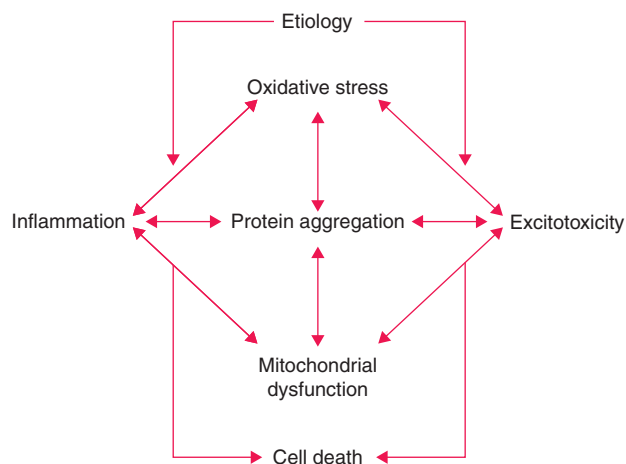 Etiology
Oxidative stress
Inflammation
Protein aggregation
Excitotoxicity
Mitochondrial
dysfunction
Cell death